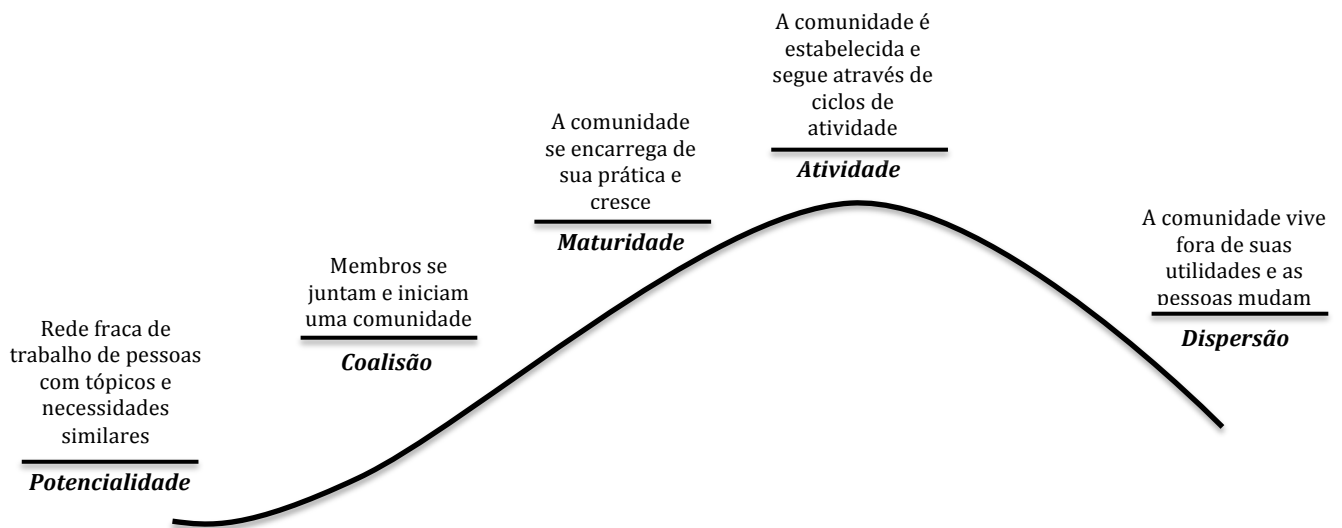 Rede fraca de
trabalho de pessoas
com tópicos e
necessidades
similares
Potencialidade
Membros se
juntam e iniciam
uma comunidade
Coalisão
A comunidade
se encarrega de
sua prática e
cresce
Maturidade
A comunidade é
estabelecida e
segue através de
ciclos de
atividade
Atividade
A comunidade vive
fora de suas
utilidades e as
pessoas mudam
Dispersão